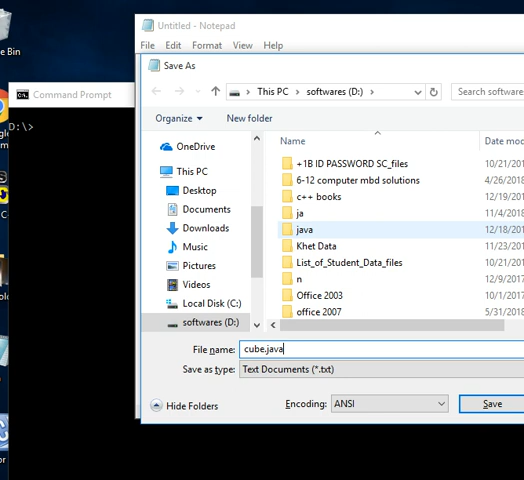 Untitled - Notepad
File Edit Format View Help
Save As
This PC > softwares (D:) >
Search software
Organize
New folder
Name
Date mod
OneDrive
This PC
Desktop
Documents
Downloads
Music
Pictures
Videos
Local Disk (C:)
softwares (D:)
+1B ID PASSWORD SC_files 10/21/201
6-12 computer mbd solutions 4/26/2018
c++ books 12/19/201
ja 11/4/2018
java 12/18/201
Khet Data 11/23/201
List_of_Student_Data_files 10/21/201
n 12/9/2017
Office 2003 10/1/2017
office 2007 5/31/2018
File name: cube.java
Save as type: Text Documents (*.txt)
Hide Folders
Encoding: ANSI
Save
Command Prompt
D:\>
e Bin